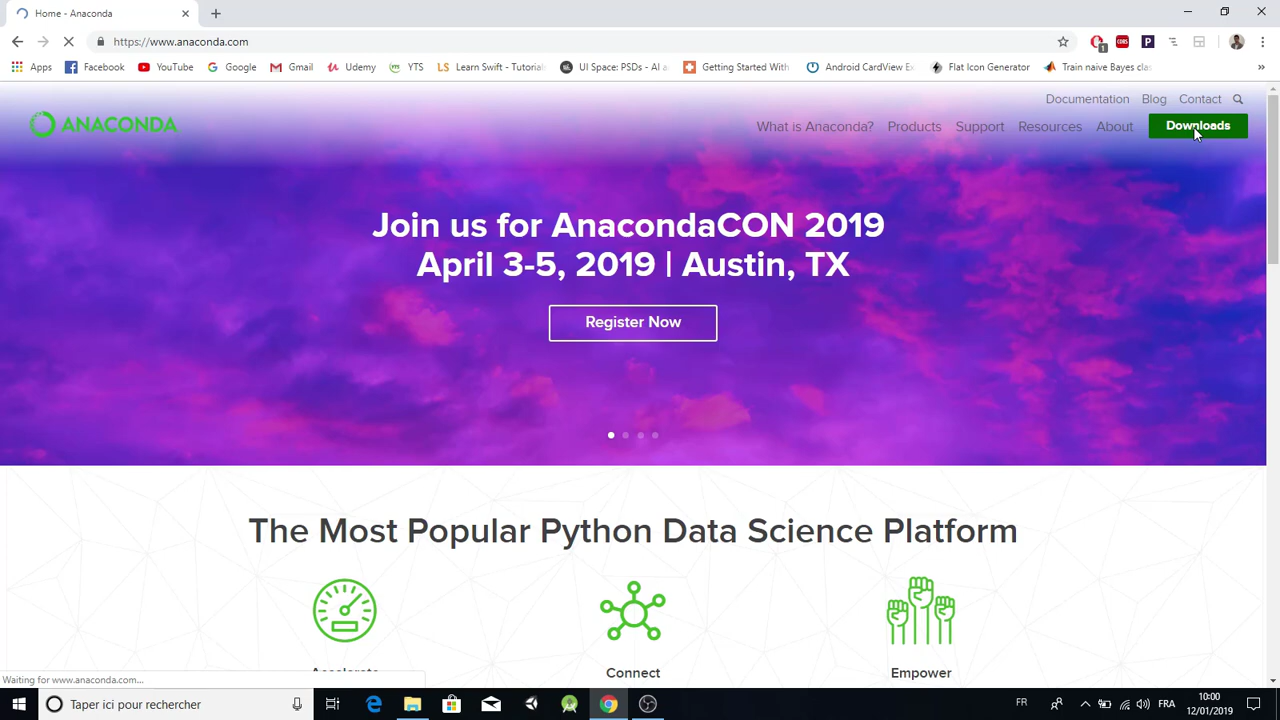 Home - Anaconda
https://www.anaconda.com
1
CORS
P
Apps
Facebook
YouTube
Google
Gmail
Udemy
YTS
LS Learn Swift - Tutorial
UI Space: PSDs - AI a
Getting Started With
Android CardView E
Flat Icon Generator
Train naive Bayes clas
»
Documentation Blog Contact
ANACONDA
What is Anaconda? Products Support Resources About Downloads
Join us for AnacondaCON 2019
April 3-5, 2019 | Austin, TX
Register Now
The Most Popular Python Data Science Platform
Accelerate
Connect
Empower
Waiting for www.anaconda.com...
Taper ici pour rechercher
FR
FRA
10:00
12/01/2019